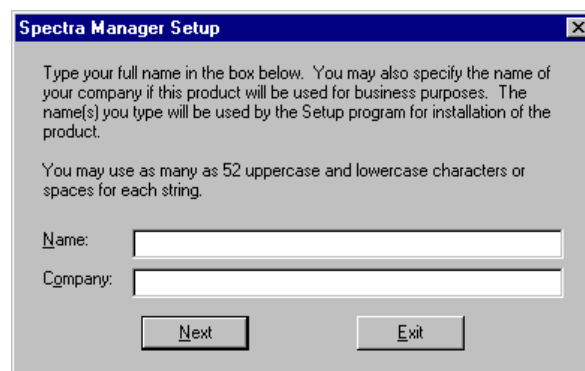 Spectra Manager Setup
Type your full name in the box below.  You may also specify the name of
your company if this product will be used for business purposes.  The
name(s) you type will be used by the Setup program for installation of the
product.
You may use as many as 52 uppercase and lowercase characters or
spaces for each string.
Name:
Company:
Next
Exit